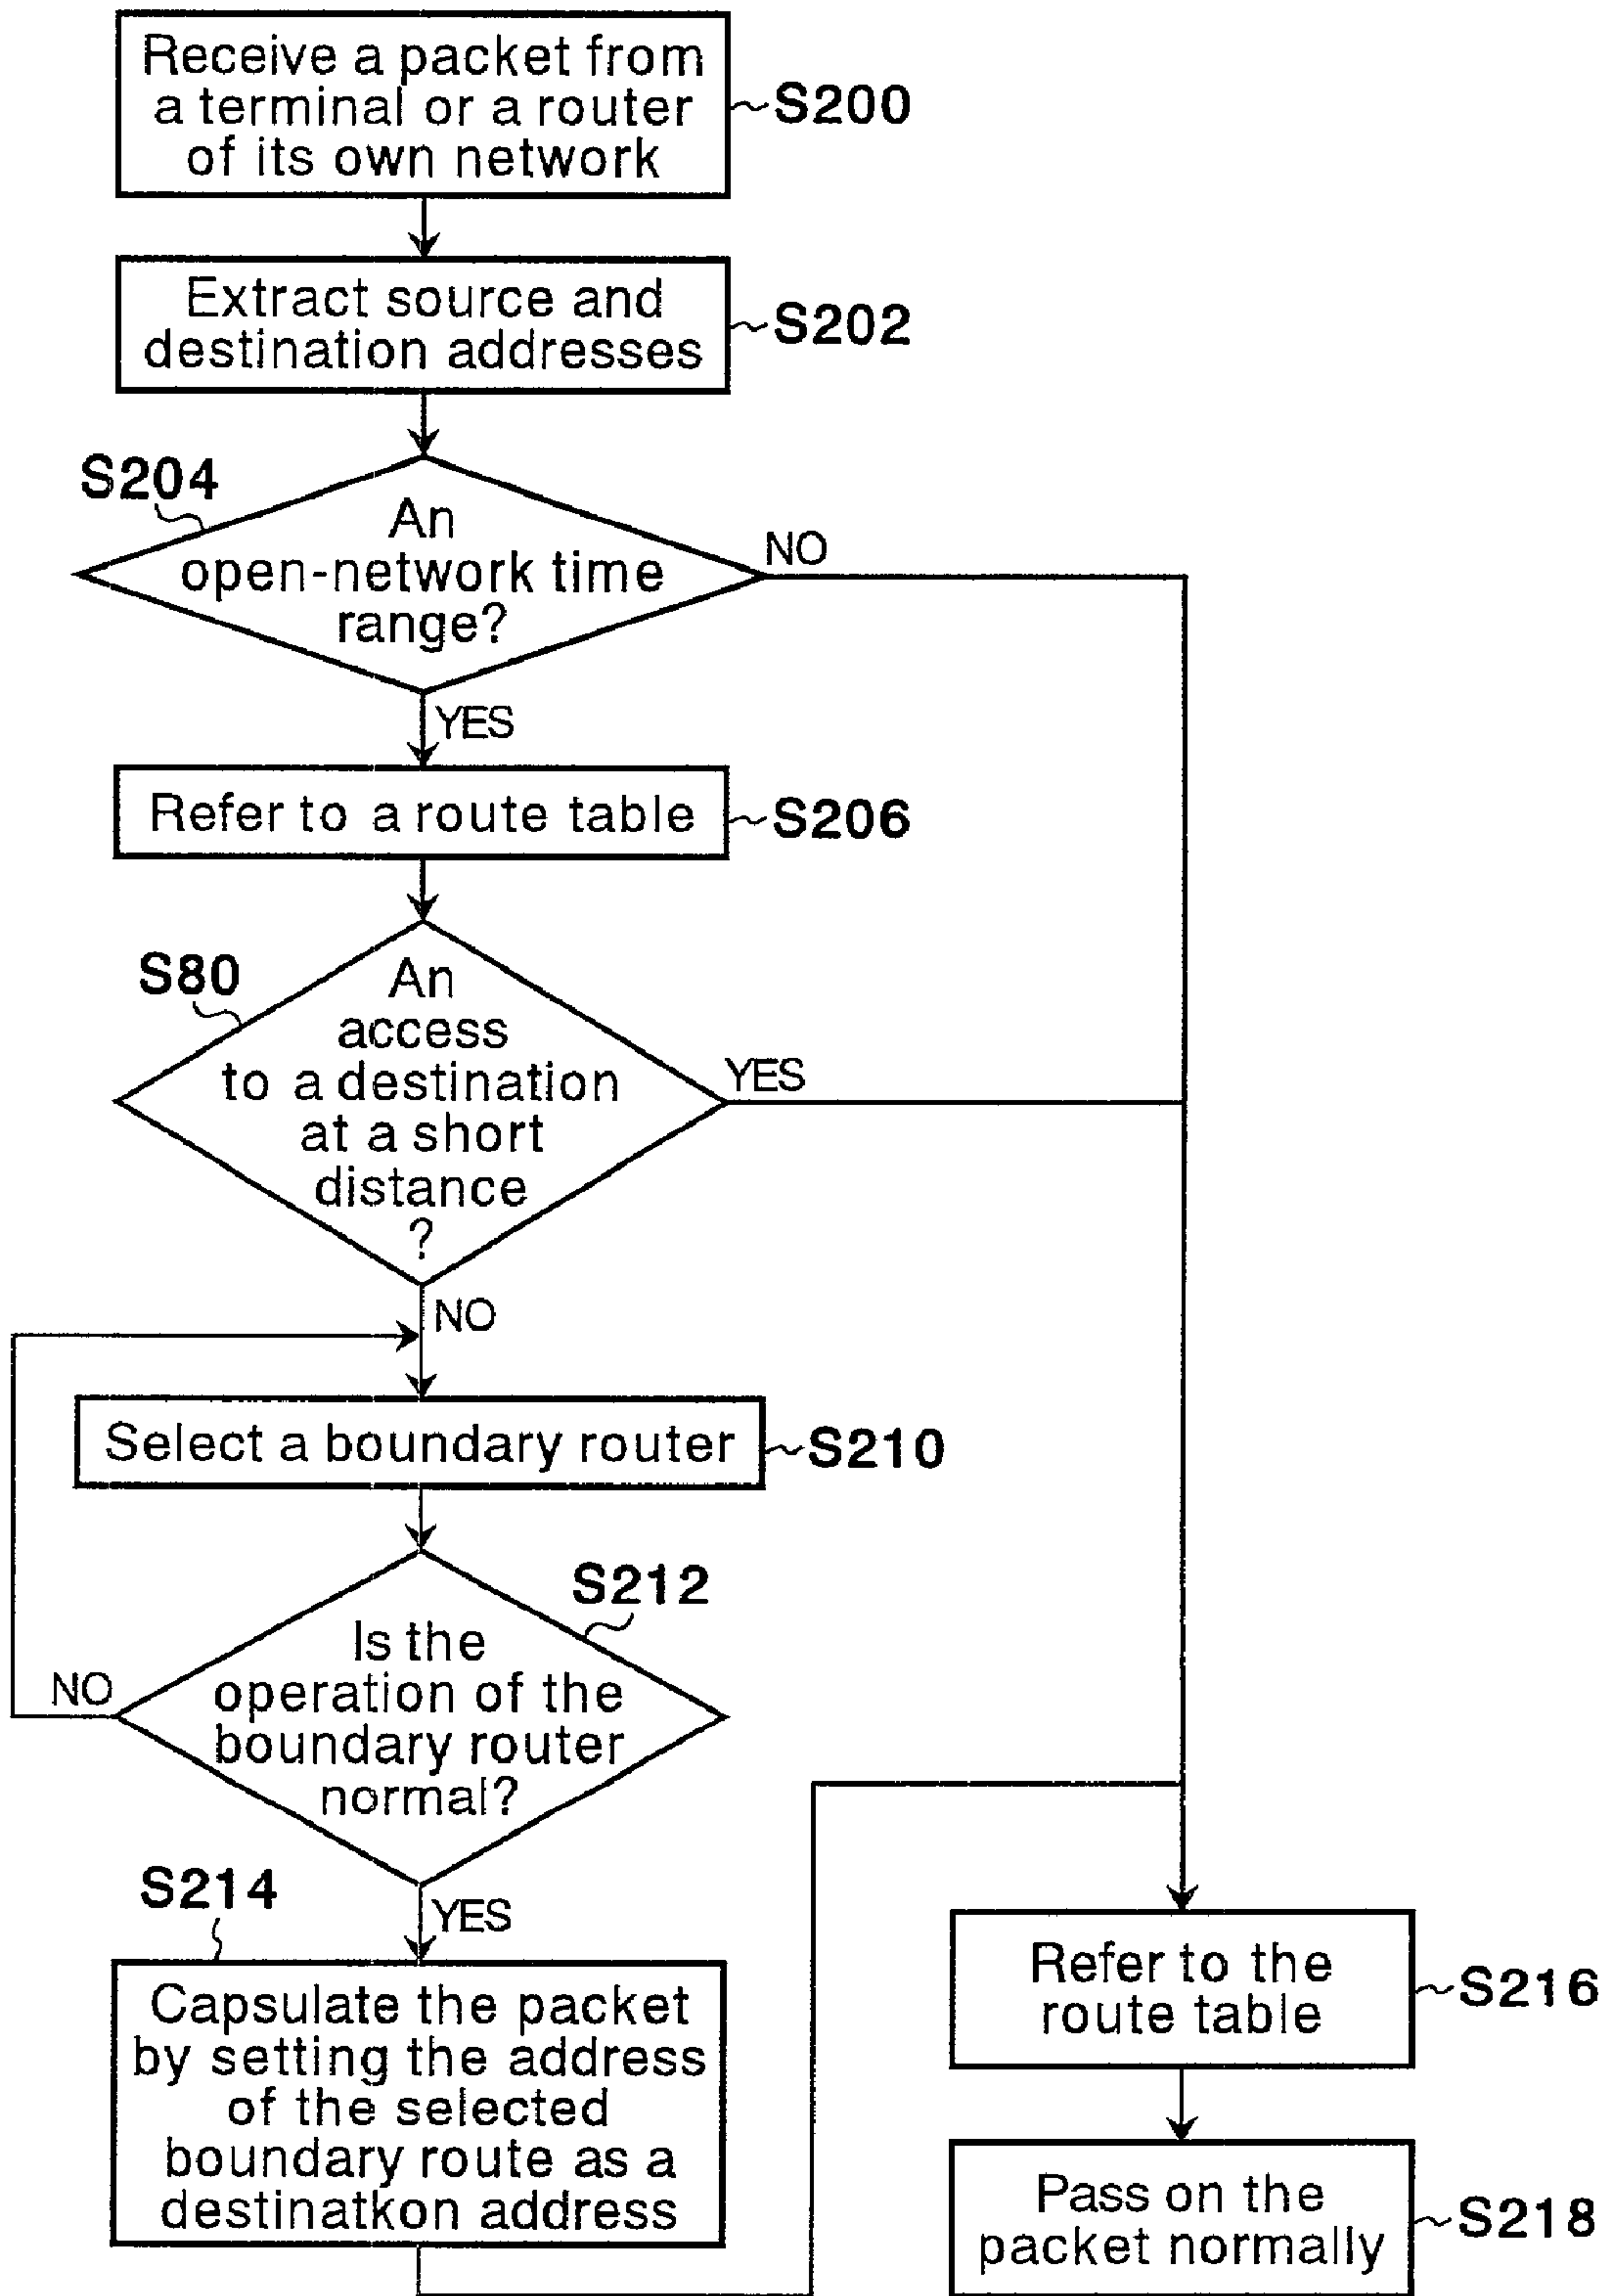 Receive a packet from
a terminal or a router
of its own network
S200
Extract source and
destination addresses
S202
S204
An
open-network time
range?
NO
YES
Refer to a route table
S206
S80
An
access
to a destination
at a short
distance
?
YES
NO
Select a boundary router
S210
S212
Is the
operation of the
boundary router
normal?
NO
YES
S214
Capsulate the packet
by setting the address
of the selected
boundary route as a
destinatkon address
Refer to the
route table
S216
Pass on the
packet normally
S218